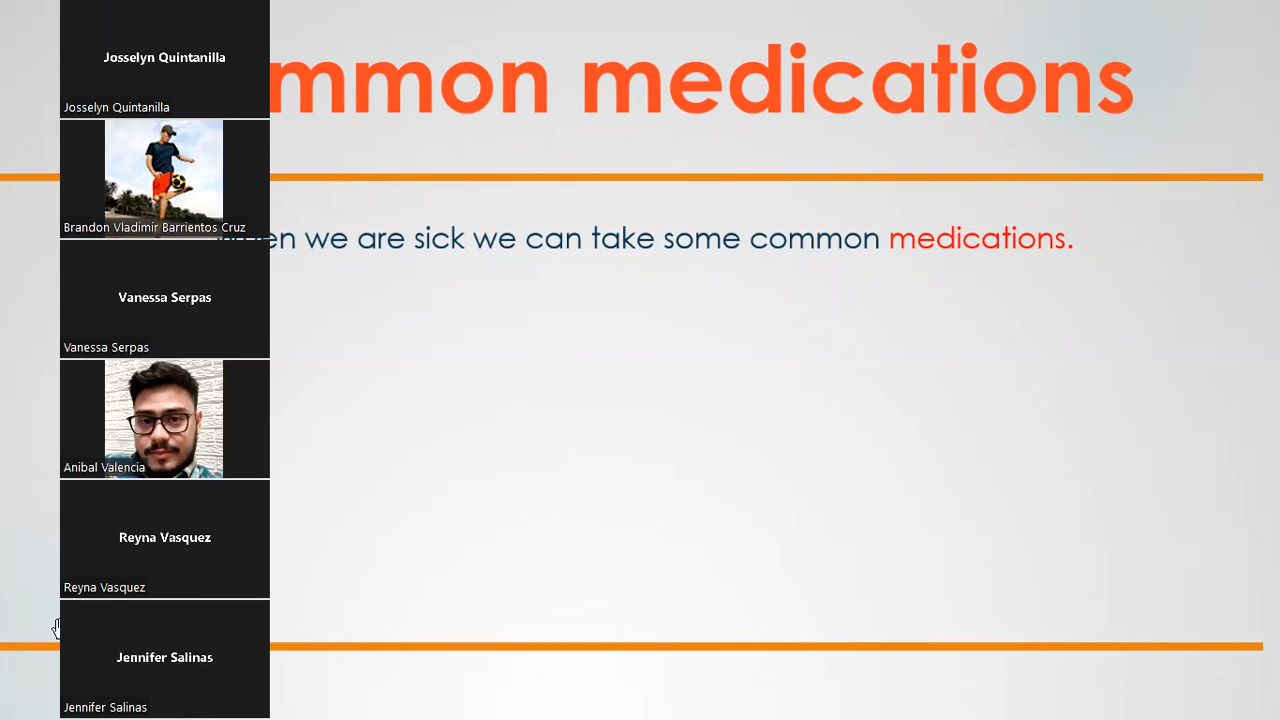 Josselyn Quintanilla
Josselyn Quintanilla
mmon medications
Brandon Vladimir Barrientos Cruz
en we are sick we can take some common medications.
Vanessa Serpas
Vanessa Serpas
Anibal Valencia
Reyna Vasquez
Reyna Vasquez
Jennifer Salinas
Jennifer Salinas